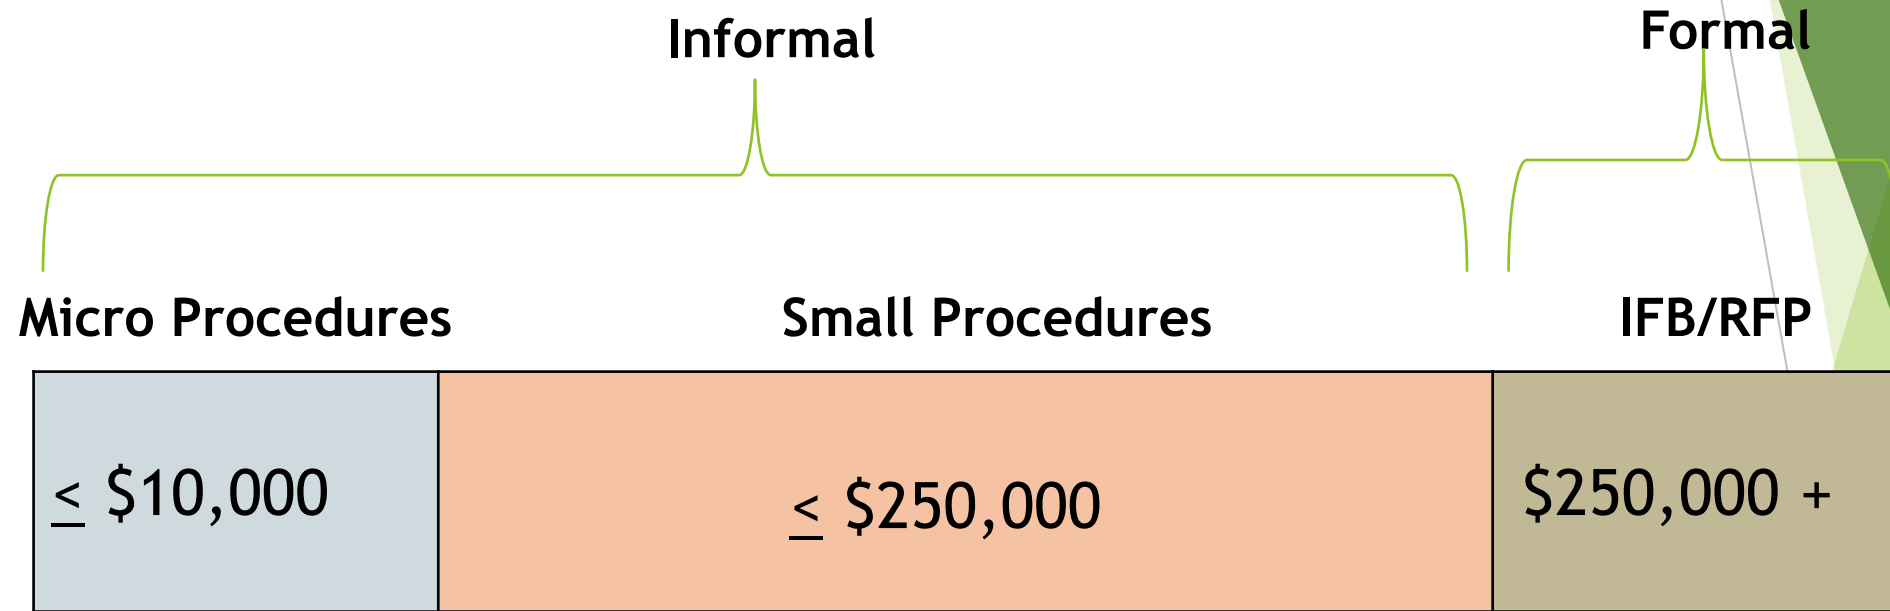 Informal
Formal
Micro Procedures
Small Procedures
IFB/RFP
≤ $10,000
≤ $250,000
$250,000 +